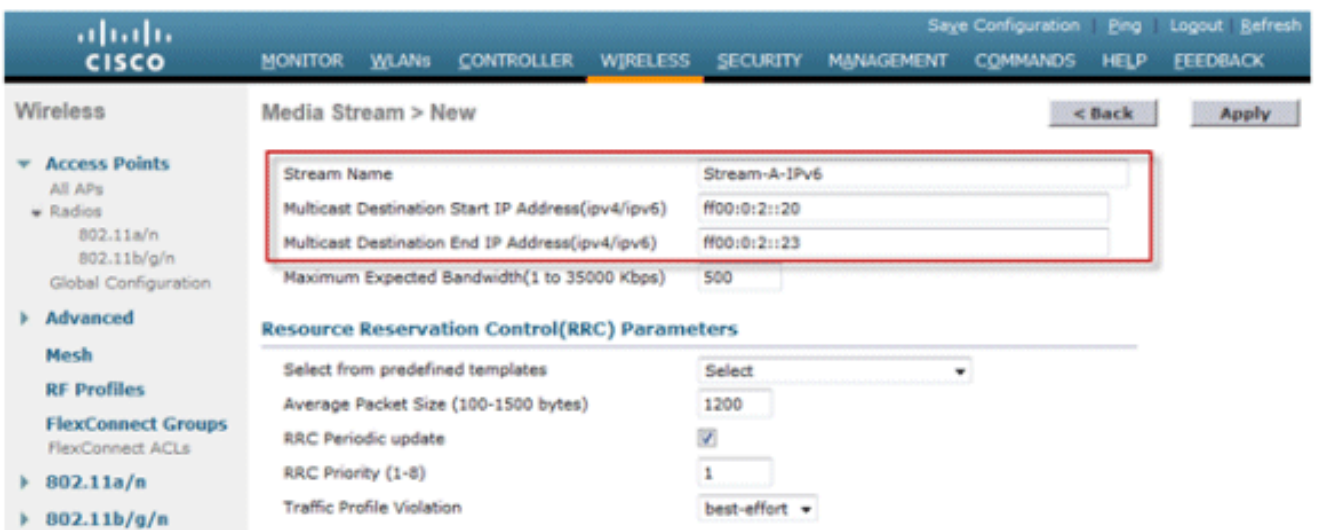 Save Configuration | Ping | Logout | Refresh
CISCO MONITOR WLANs CONTROLLER WIRELESS SECURITY MANAGEMENT COMMANDS HELP FEEDBACK
Wireless
Media Stream > New < Back Apply
Access Points
All APs
Radios
802.11a/n
802.11b/g/n
Global Configuration
Advanced
Mesh
RF Profiles
FlexConnect Groups
FlexConnect ACLs
802.11a/n
802.11b/g/n
Stream Name Stream-A-IPv6
Multicast Destination Start IP Address(ipv4/ipv6) ff00:0:2::20
Multicast Destination End IP Address(ipv4/ipv6) ff00:0:2::23
Maximum Expected Bandwidth(1 to 35000 Kbps) 500
Resource Reservation Control(RRC) Parameters
Select from predefined templates Select
Average Packet Size (100-1500 bytes) 1200
RRC Periodic update
RRC Priority (1-8) 1
Traffic Profile Violation best-effort